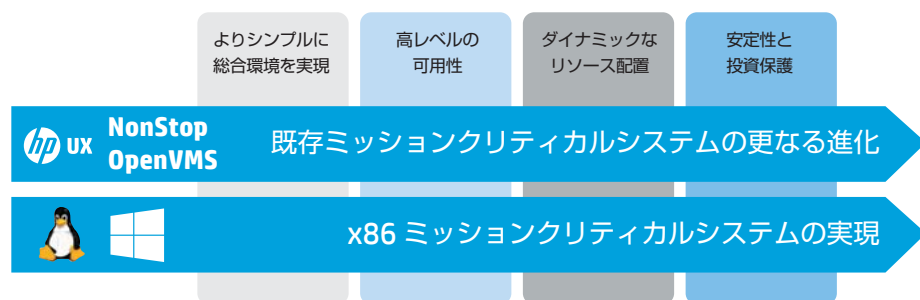 よりシンプルに
総合環境を実現
高レベルの
可用性
ダイナミックな
リソース配置
安定性と
投資保護
hp UX NonStop
OpenVMS
既存ミッションクリティカルシステムの更なる進化
x86 ミッションクリティカルシステムの実現